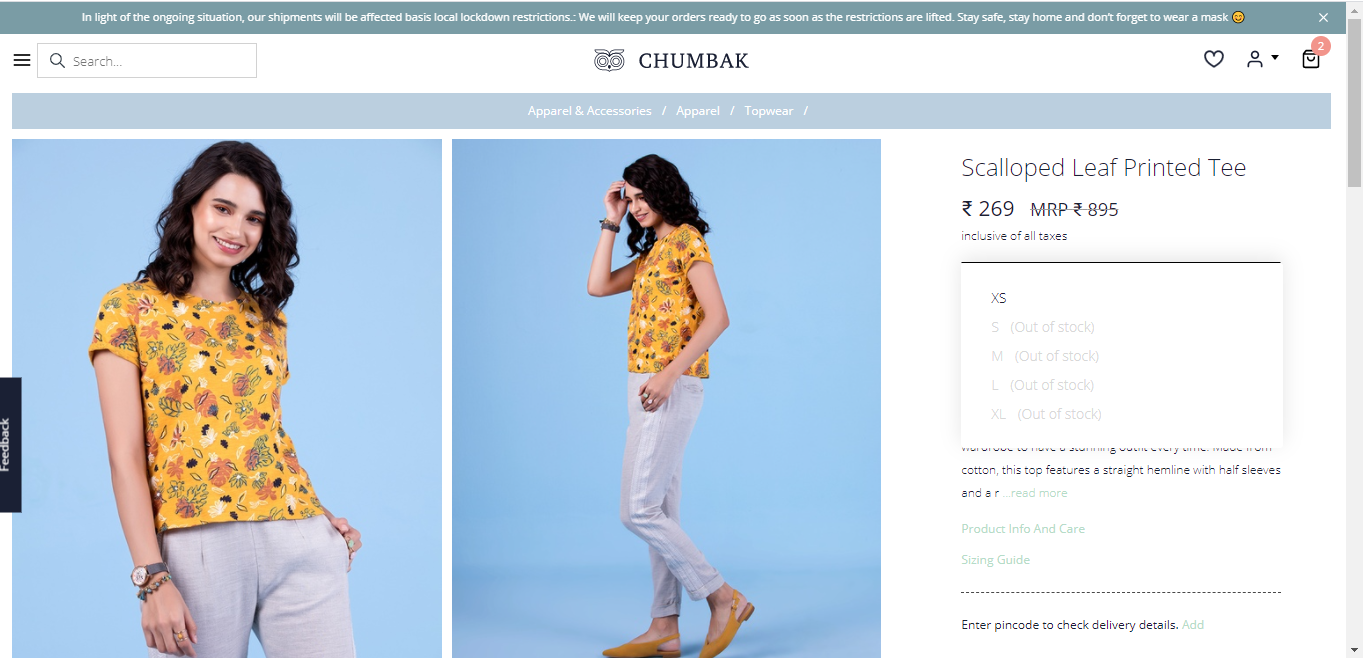 In light of the ongoing situation, our shipments will be affected basis local lockdown restrictions.: We will keep your orders ready to go as soon as the restrictions are lifted. Stay safe, stay home and don't forget to wear a mask 😊
Search...
CHUMBAK
2
Apparel & Accessories / Apparel / Topwear /
Scalloped Leaf Printed Tee
₹ 269 MRP ₹ 895
inclusive of all taxes
XS
S (Out of stock)
M (Out of stock)
L (Out of stock)
XL (Out of stock)
wardrobe to have a stunning outfit every time. Made from
cotton, this top features a straight hemline with half sleeves
and a r ...read more
Product Info And Care
Sizing Guide
Enter pincode to check delivery details. Add
Feedback